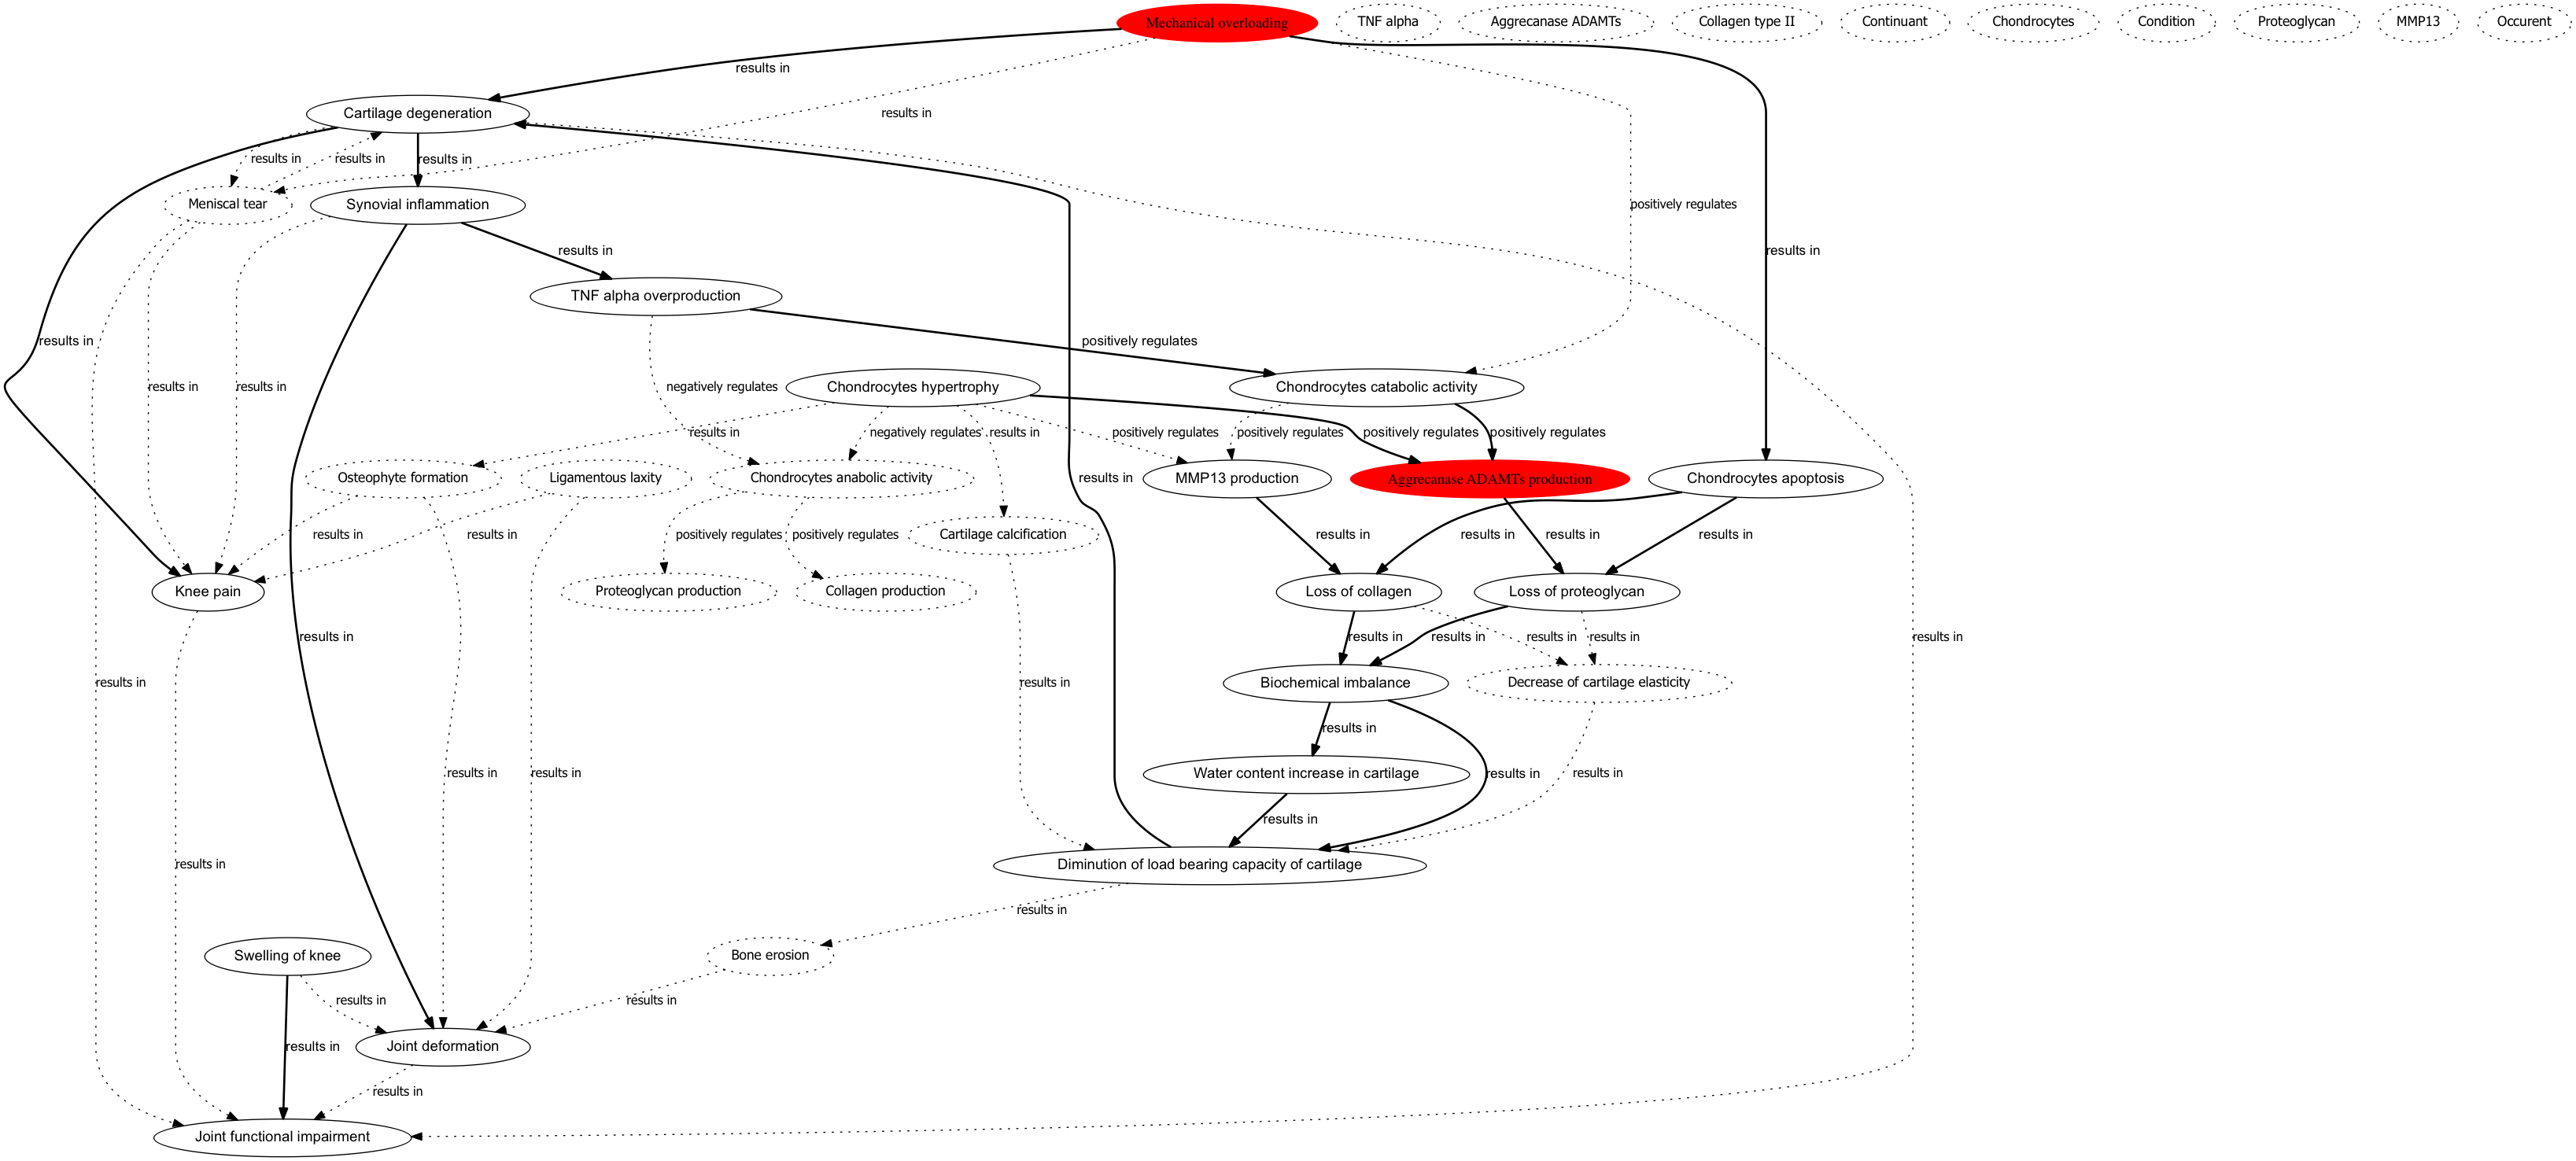 Mechanical overloading
TNF alpha
Aggrecanase ADAMTs
Collagen type II
Continuant
Chondrocytes
Condition
Proteoglycan
MMP13
Occurent
results in
Cartilage degeneration
results in
results in
results in
results in
Meniscal tear
Synovial inflammation
positively regulates
results in
results in
TNF alpha overproduction
results in
positively regulates
results in
results in
negatively regulates
Chondrocytes hypertrophy
Chondrocytes catabolic activity
results in
negatively regulates
results in
positively regulates
positively regulates
positively regulates
positively regulates
Osteophyte formation
Ligamentous laxity
Chondrocytes anabolic activity
results in
MMP13 production
Aggrecanase ADAMTs production
Chondrocytes apoptosis
results in
results in
positively regulates
positively regulates
Cartilage calcification
results in
results in
results in
results in
Knee pain
Proteoglycan production
Collagen production
Loss of collagen
Loss of proteoglycan
results in
results in
results in
results in
results in
results in
results in
results in
Biochemical imbalance
Decrease of cartilage elasticity
results in
results in
results in
Water content increase in cartilage
results in
results in
results in
results in
Diminution of load bearing capacity of cartilage
results in
Swelling of knee
Bone erosion
results in
results in
results in
Joint deformation
results in
Joint functional impairment